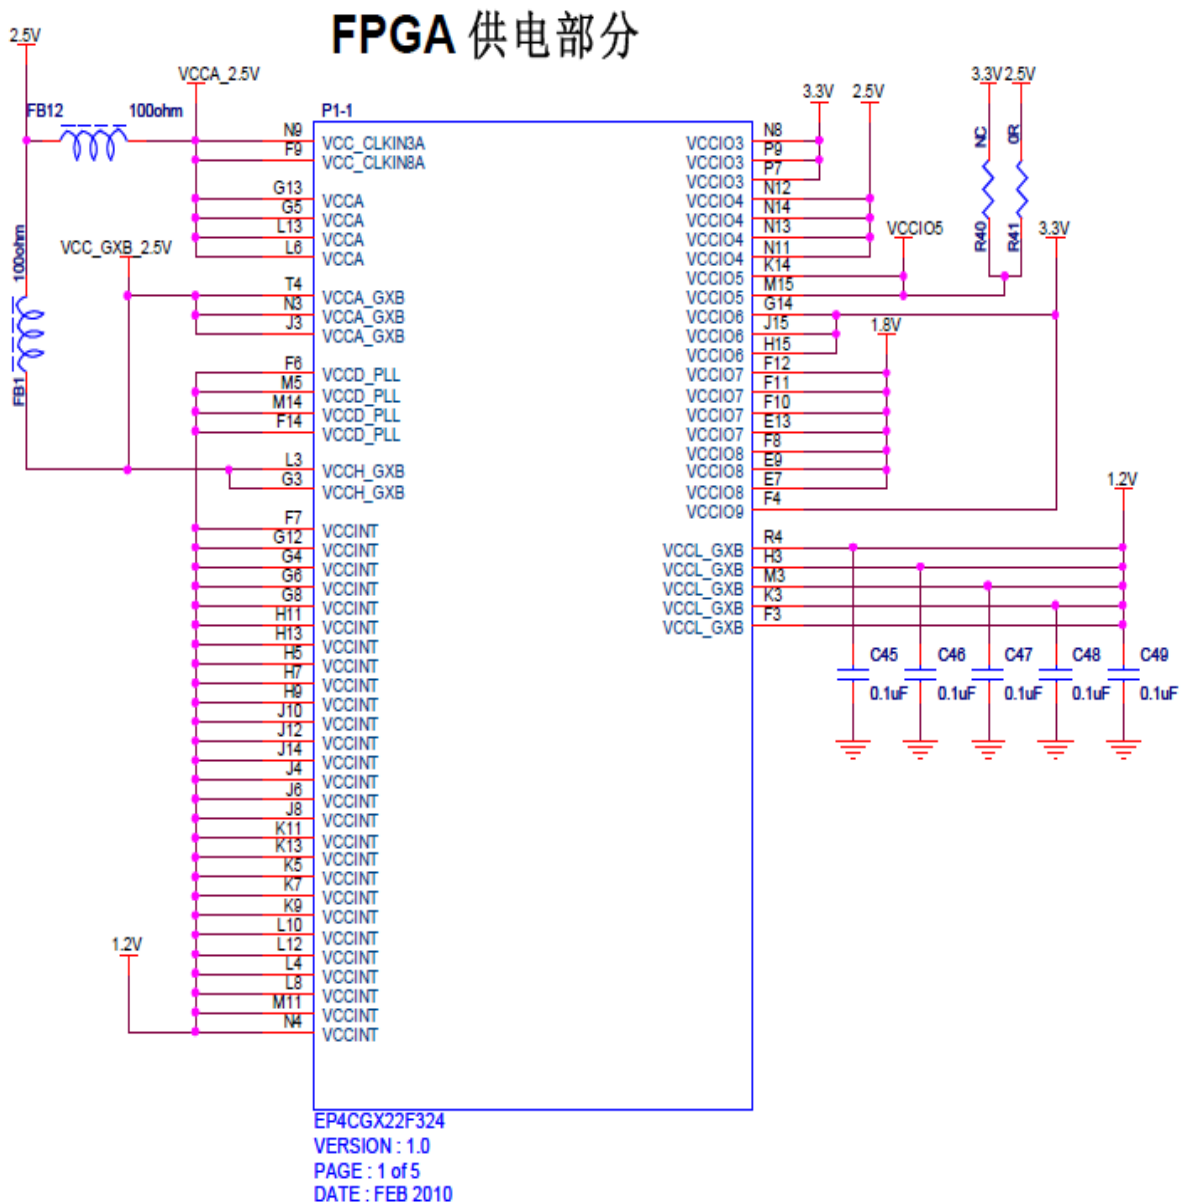 FPGA 供电部分
2.5V
VCCA_2.5V
FB12
100ohm
100ohm
FB1
VCC_GXB_2.5V
1.2V
P1-1
N9 VCC_CLKIN3A
F9 VCC_CLKIN8A
G13 VCCA
G5 VCCA
L13 VCCA
L6 VCCA
T4 VCCA_GXB
N3 VCCA_GXB
J3 VCCA_GXB
F6 VCCD_PLL
M5 VCCD_PLL
M14 VCCD_PLL
F14 VCCD_PLL
L3 VCCH_GXB
G3 VCCH_GXB
F7 VCCINT
G12 VCCINT
G4 VCCINT
G6 VCCINT
G8 VCCINT
H11 VCCINT
H13 VCCINT
H5 VCCINT
H7 VCCINT
H9 VCCINT
J10 VCCINT
J12 VCCINT
J14 VCCINT
J4 VCCINT
J6 VCCINT
J8 VCCINT
K11 VCCINT
K13 VCCINT
K5 VCCINT
K7 VCCINT
K9 VCCINT
L10 VCCINT
L12 VCCINT
L4 VCCINT
L8 VCCINT
M11 VCCINT
N4 VCCINT
VCCIO3 N8
VCCIO3 P9
VCCIO3 P7
VCCIO4 N12
VCCIO4 N14
VCCIO4 N13
VCCIO4 N11
VCCIO5 K14
VCCIO5 M15
VCCIO6 G14
VCCIO6 J15
VCCIO6 H15
VCCIO7 F12
VCCIO7 F11
VCCIO7 F10
VCCIO7 E13
VCCIO8 F8
VCCIO8 E9
VCCIO8 E7
VCCIO9 F4
VCCL_GXB R4
VCCL_GXB H3
VCCL_GXB M3
VCCL_GXB K3
VCCL_GXB F3
3.3V
2.5V
3.3V
2.5V
NC
0R
R40
R41
VCCIO5
3.3V
1.8V
1.2V
C45
0.1uF
C46
0.1uF
C47
0.1uF
C48
0.1uF
C49
0.1uF
EP4CGX22F324
VERSION : 1.0
PAGE : 1 of 5
DATE : FEB 2010